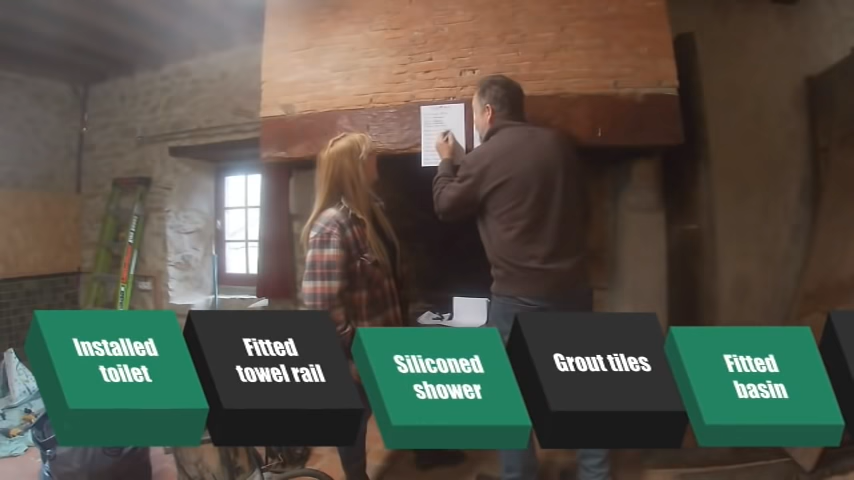 Installed
toilet
Fitted
towel rail
Siliconed
shower
Grout tiles
Fitted
basin